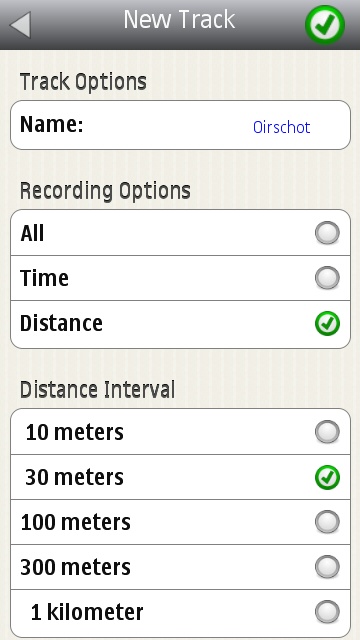 New Track
Track Options
Name: Oirschot
Recording Options
All
Time
Distance
Distance Interval
10 meters
30 meters
100 meters
300 meters
1 kilometer